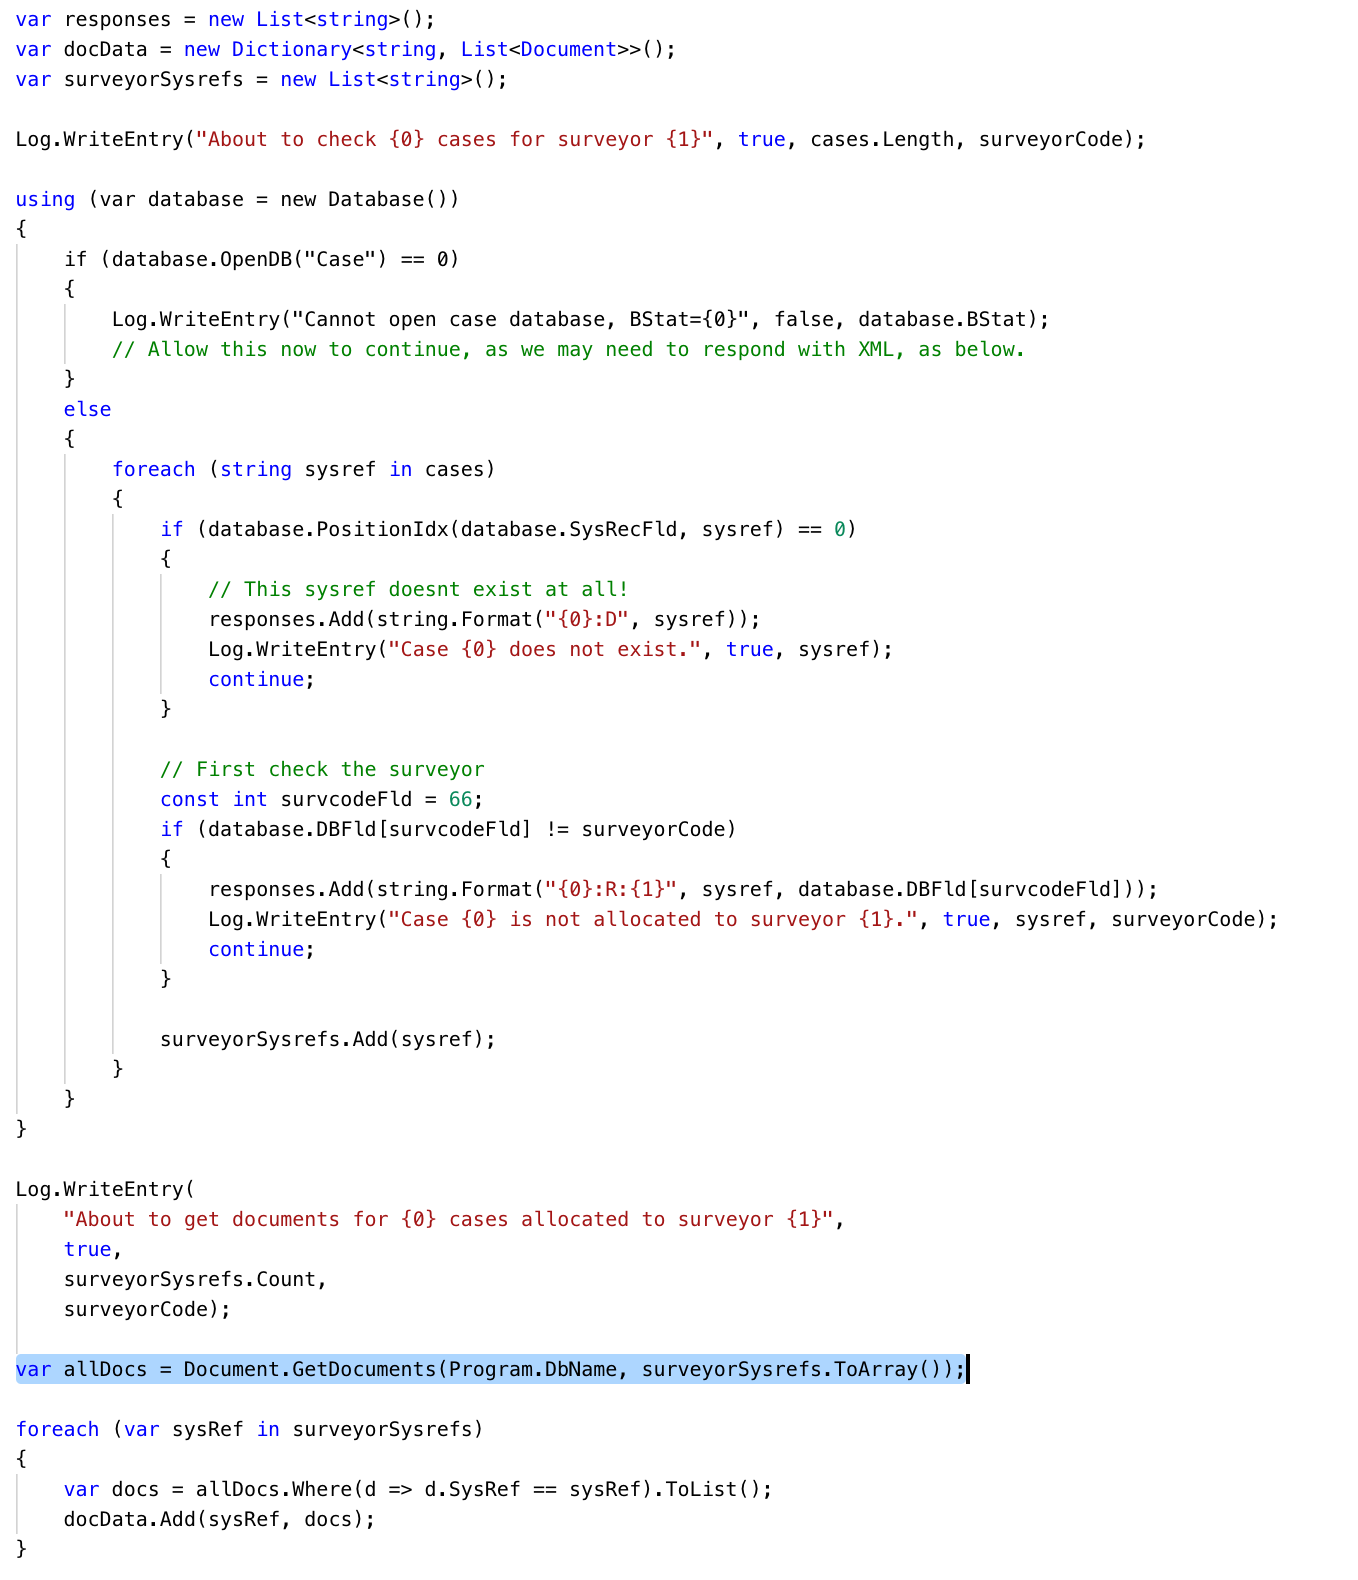 var responses = new List<string>();
var docData = new Dictionary<string, List<Document>>();
var surveyorSysrefs = new List<string>();

Log.WriteEntry("About to check {0} cases for surveyor {1}", true, cases.Length, surveyorCode);

using (var database = new Database())
{
    if (database.OpenDB("Case") == 0)
    {
        Log.WriteEntry("Cannot open case database, BStat={0}", false, database.BStat);
        // Allow this now to continue, as we may need to respond with XML, as below.
    }
    else
    {
        foreach (string sysref in cases)
        {
            if (database.PositionIdx(database.SysRecFld, sysref) == 0)
            {
                // This sysref doesnt exist at all!
                responses.Add(string.Format("{0}:D", sysref));
                Log.WriteEntry("Case {0} does not exist.", true, sysref);
                continue;
            }

            // First check the surveyor
            const int survcodeFld = 66;
            if (database.DBFld[survcodeFld] != surveyorCode)
            {
                responses.Add(string.Format("{0}:R:{1}", sysref, database.DBFld[survcodeFld]));
                Log.WriteEntry("Case {0} is not allocated to surveyor {1}.", true, sysref, surveyorCode);
                continue;
            }

            surveyorSysrefs.Add(sysref);
        }
    }
}

Log.WriteEntry(
    "About to get documents for {0} cases allocated to surveyor {1}",
    true,
    surveyorSysrefs.Count,
    surveyorCode);

var allDocs = Document.GetDocuments(Program.DbName, surveyorSysrefs.ToArray());

foreach (var sysRef in surveyorSysrefs)
{
    var docs = allDocs.Where(d => d.SysRef == sysRef).ToList();
    docData.Add(sysRef, docs);
}